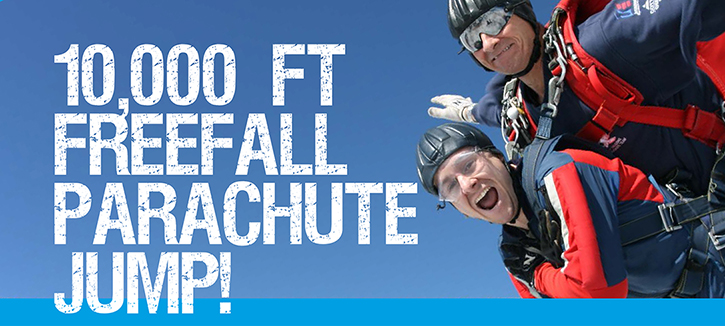 10,000 FT
FREEFALL
PARACHUTE
JUMP!